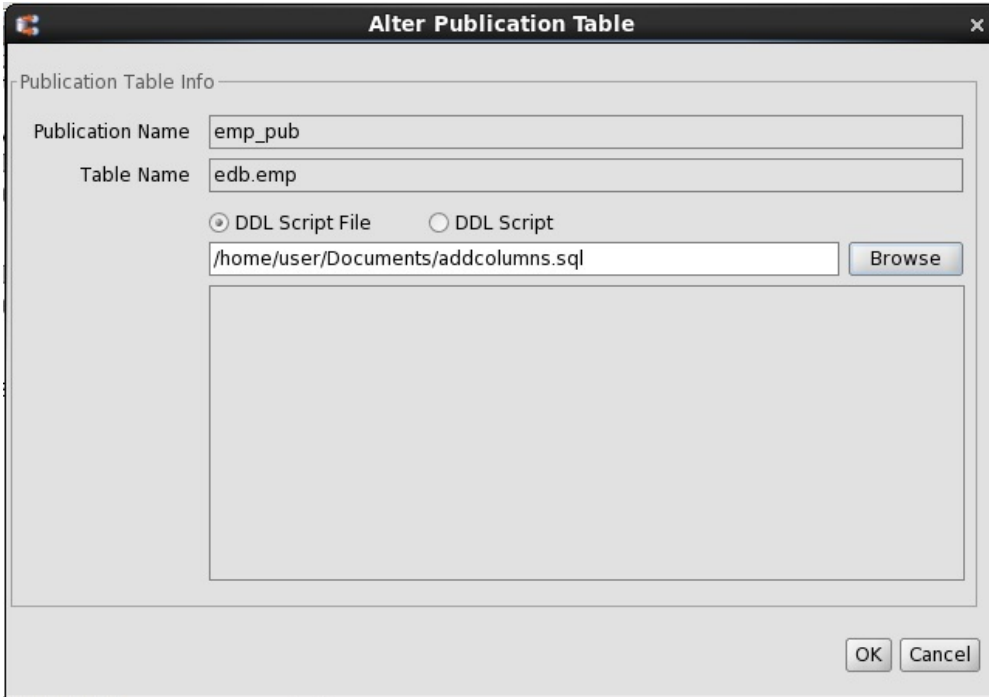 Alter Publication Table
Publication Table Info
Publication Name emp_pub
Table Name edb.emp
DDL Script File DDL Script
/home/user/Documents/addcolumns.sql Browse
OK Cancel